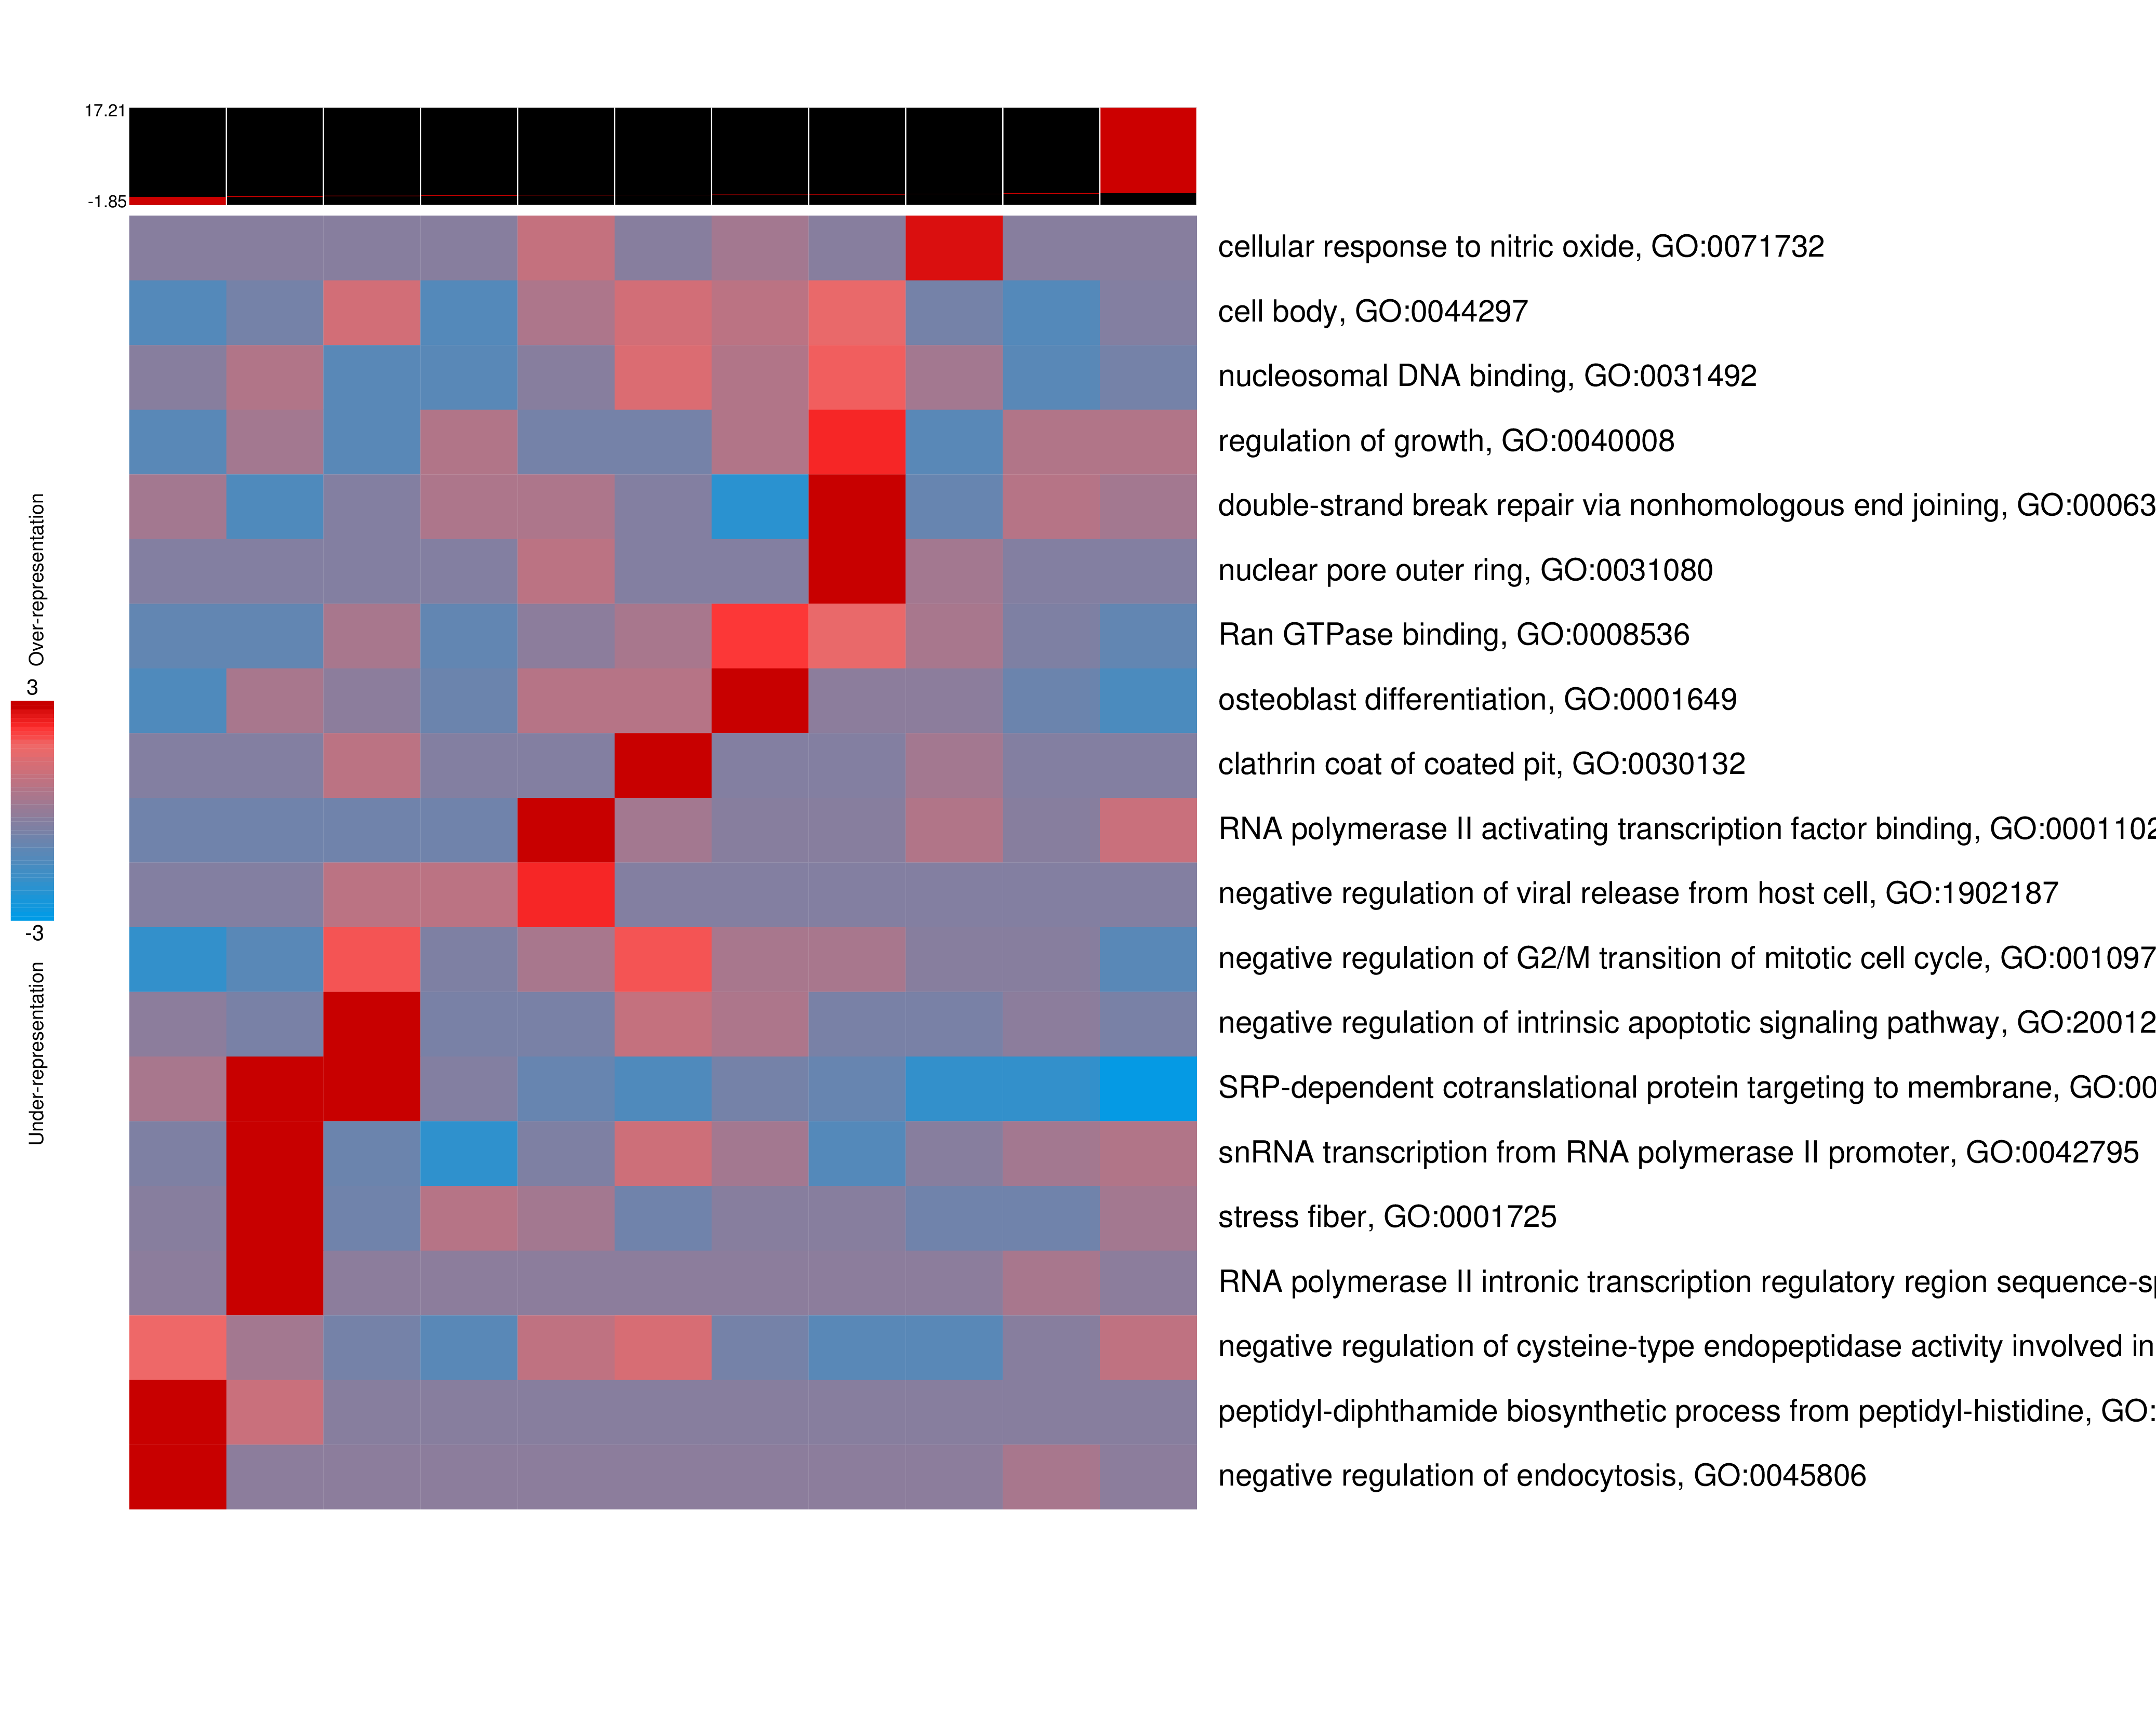 17.21
-1.85
cellular response to nitric oxide, GO:0071732
cell body, GO:0044297
nucleosomal DNA binding, GO:0031492
regulation of growth, GO:0040008
double-strand break repair via nonhomologous end joining, GO:00063
nuclear pore outer ring, GO:0031080
Ran GTPase binding, GO:0008536
osteoblast differentiation, GO:0001649
clathrin coat of coated pit, GO:0030132
RNA polymerase II activating transcription factor binding, GO:0001102
negative regulation of viral release from host cell, GO:1902187
negative regulation of G2/M transition of mitotic cell cycle, GO:001097
negative regulation of intrinsic apoptotic signaling pathway, GO:20012
SRP-dependent cotranslational protein targeting to membrane, GO:00
snRNA transcription from RNA polymerase II promoter, GO:0042795
stress fiber, GO:0001725
RNA polymerase II intronic transcription regulatory region sequence-sp
negative regulation of cysteine-type endopeptidase activity involved in
peptidyl-diphthamide biosynthetic process from peptidyl-histidine, GO:
negative regulation of endocytosis, GO:0045806
Over-representation
3
-3
Under-representation